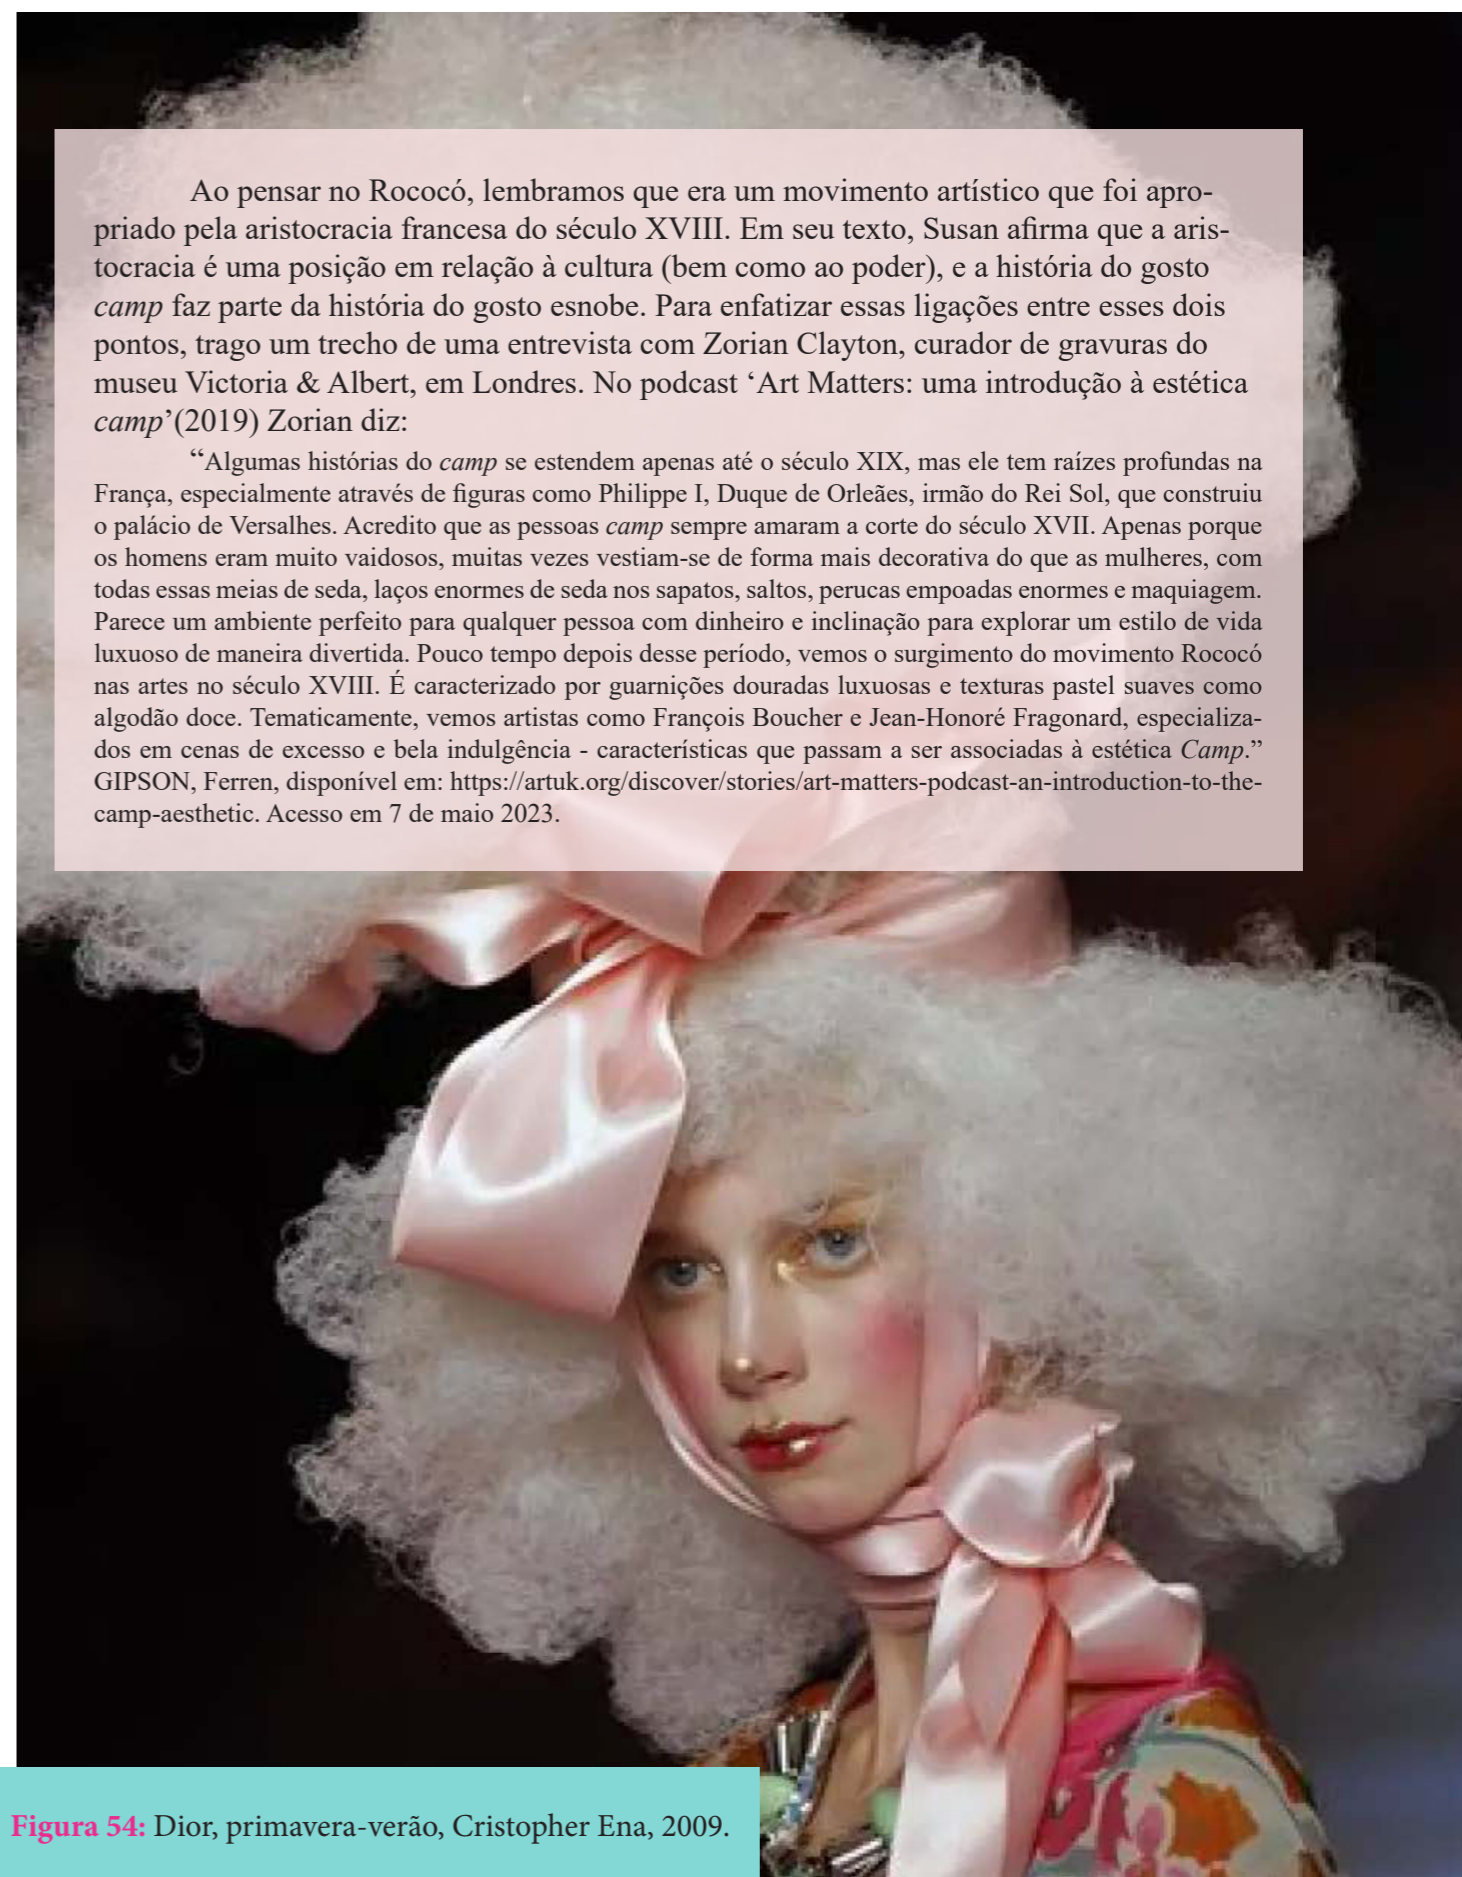 Ao pensar no Rococó, lembramos que era um movimento artístico que foi apro-
priado pela aristocracia francesa do século XVIII. Em seu texto, Susan afirma que a aris-
tocracia é uma posição em relação à cultura (bem como ao poder), e a história do gosto
camp faz parte da história do gosto esnobe. Para enfatizar essas ligações entre esses dois
pontos, trago um trecho de uma entrevista com Zorian Clayton, curador de gravuras do
museu Victoria & Albert, em Londres. No podcast ‘Art Matters: uma introdução à estética
camp’(2019) Zorian diz:
“Algumas histórias do camp se estendem apenas até o século XIX, mas ele tem raízes profundas na
França, especialmente através de figuras como Philippe I, Duque de Orleães, irmão do Rei Sol, que construiu
o palácio de Versalhes. Acredito que as pessoas camp sempre amaram a corte do século XVII. Apenas porque
os homens eram muito vaidosos, muitas vezes vestiam-se de forma mais decorativa do que as mulheres, com
todas essas meias de seda, laços enormes de seda nos sapatos, saltos, perucas empoadas enormes e maquiagem.
Parece um ambiente perfeito para qualquer pessoa com dinheiro e inclinação para explorar um estilo de vida
luxuoso de maneira divertida. Pouco tempo depois desse período, vemos o surgimento do movimento Rococó
nas artes no século XVIII. É caracterizado por guarnições douradas luxuosas e texturas pastel suaves como
algodão doce. Tematicamente, vemos artistas como François Boucher e Jean-Honoré Fragonard, especializa-
dos em cenas de excesso e bela indulgência - características que passam a ser associadas à estética Camp.”
GIPSON, Ferren, disponível em: https://artuk.org/discover/stories/art-matters-podcast-an-introduction-to-the-
camp-aesthetic. Acesso em 7 de maio 2023.
Figura 54: Dior, primavera-verão, Cristopher Ena, 2009.